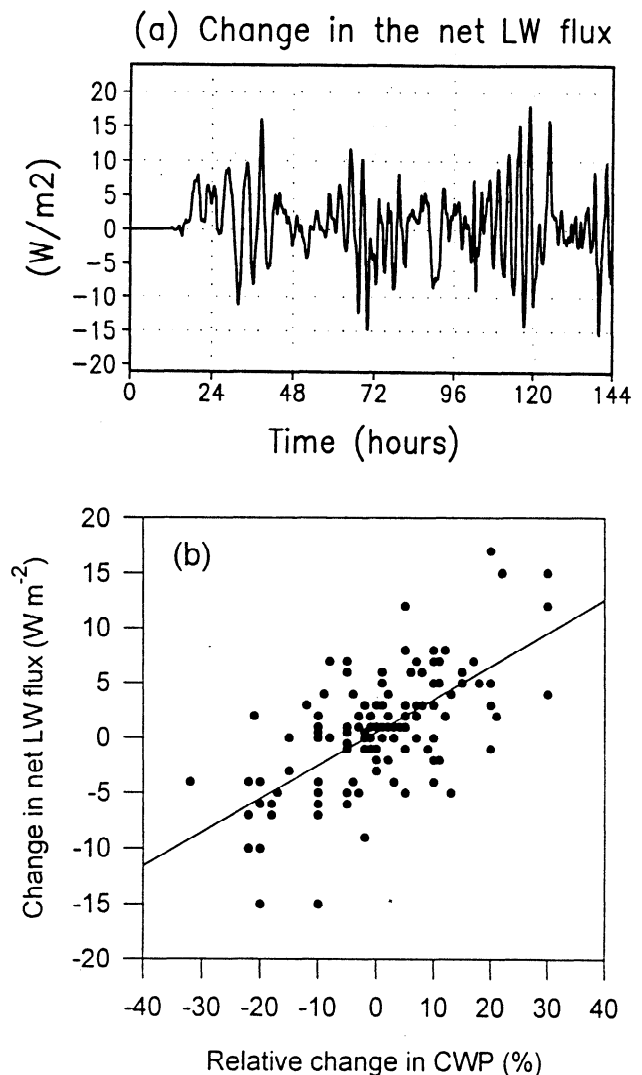 (a) Change in the net LW flux
(W/m2)
20
15
10
5
0
−5
−10
−15
−20
0 24 48 72 96 120 144
Time (hours)
(b)
Change in net LW flux (W m-2)
20
15
10
5
0
-5
-10
-15
-20
-40 -30 -20 -10 0 10 20 30 40
Relative change in CWP (%)